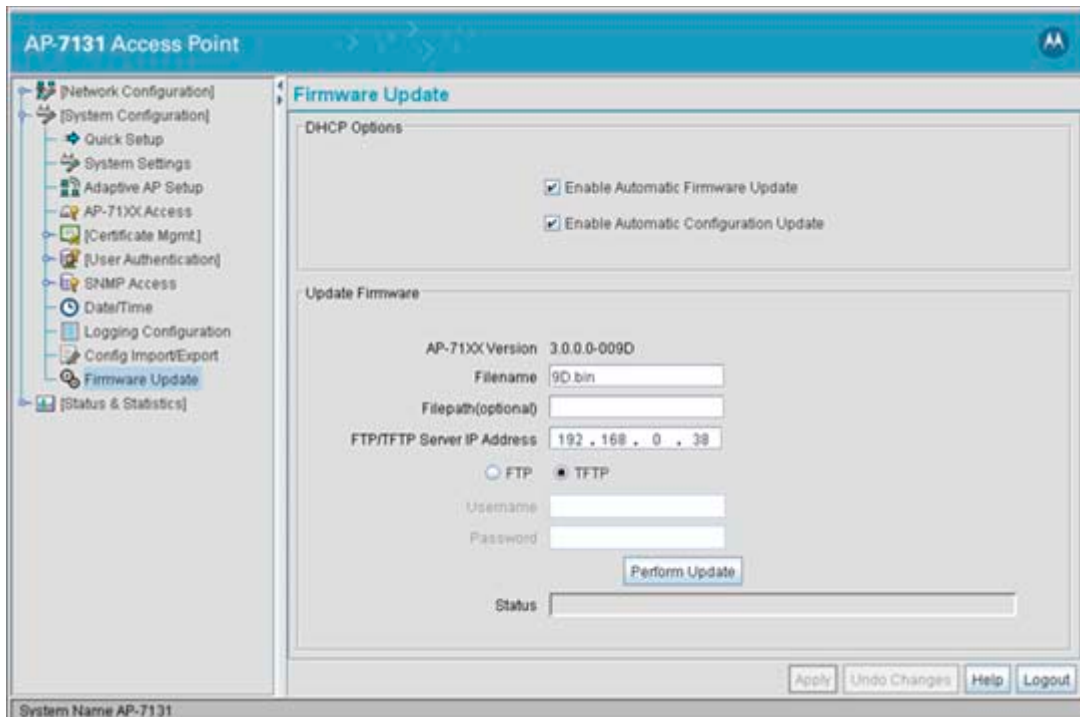 AP-7131 Access Point
[Network Configuration]
[System Configuration]
Quick Setup
System Settings
Adaptive AP Setup
AP-71XX Access
[Certificate Mgmt.]
[User Authentication]
SNMP Access
Date/Time
Logging Configuration
Config Import/Export
Firmware Update
[Status & Statistics]
Firmware Update
DHCP Options
Enable Automatic Firmware Update
Enable Automatic Configuration Update
Update Firmware
AP-71XX Version 3.0.0.0-009D
Filename 9D.bin
Filepath(optional)
FTP/TFTP Server IP Address 192 . 168 . 0 . 38
FTP TFTP
Username
Password
Perform Update
Status
Apply Undo Changes Help Logout
System Name AP-7131